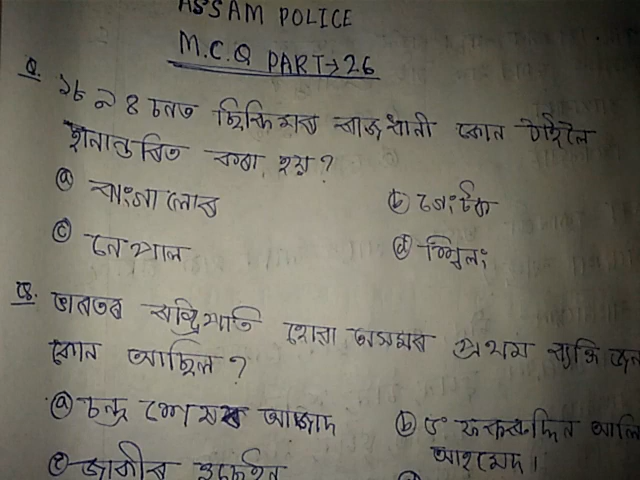 ASSAM POLICE
M.C.Q PART→26
Q. ১৮৯৪ চনত ছিক্কিমৰ ৰাজধানী কোন ঠাইলৈ
স্থানান্তৰিত কৰা হয়?
ⓐ বাংগালোৰ ⓑ গেংটক
ⓒ নেপাল ⓓ শ্বিলং
Q. ভাৰতৰ ৰাষ্ট্ৰপতি হোৱা অসমৰ প্ৰথম ব্যক্তি জন
কোন আছিল?
ⓐ চন্দ্ৰ শেখৰ আজাদ ⓑ ড° ফকৰুদ্দিন আলি
আহমেদ।
ⓒ জাকীৰ হুছেইন